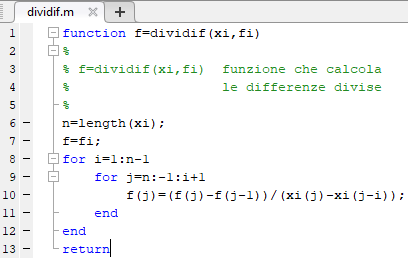 dividif.m
1 function f=dividif(xi,fi)
2 %
3 % f=dividif(xi,fi) funzione che calcola
4 % le differenze divise
5 %
6 n=length(xi);
7 f=fi;
8 for i=1:n-1
9 for j=n:-1:i+1
10 f(j)=(f(j)-f(j-1))/(xi(j)-xi(j-i));
11 end
12 end
13 return